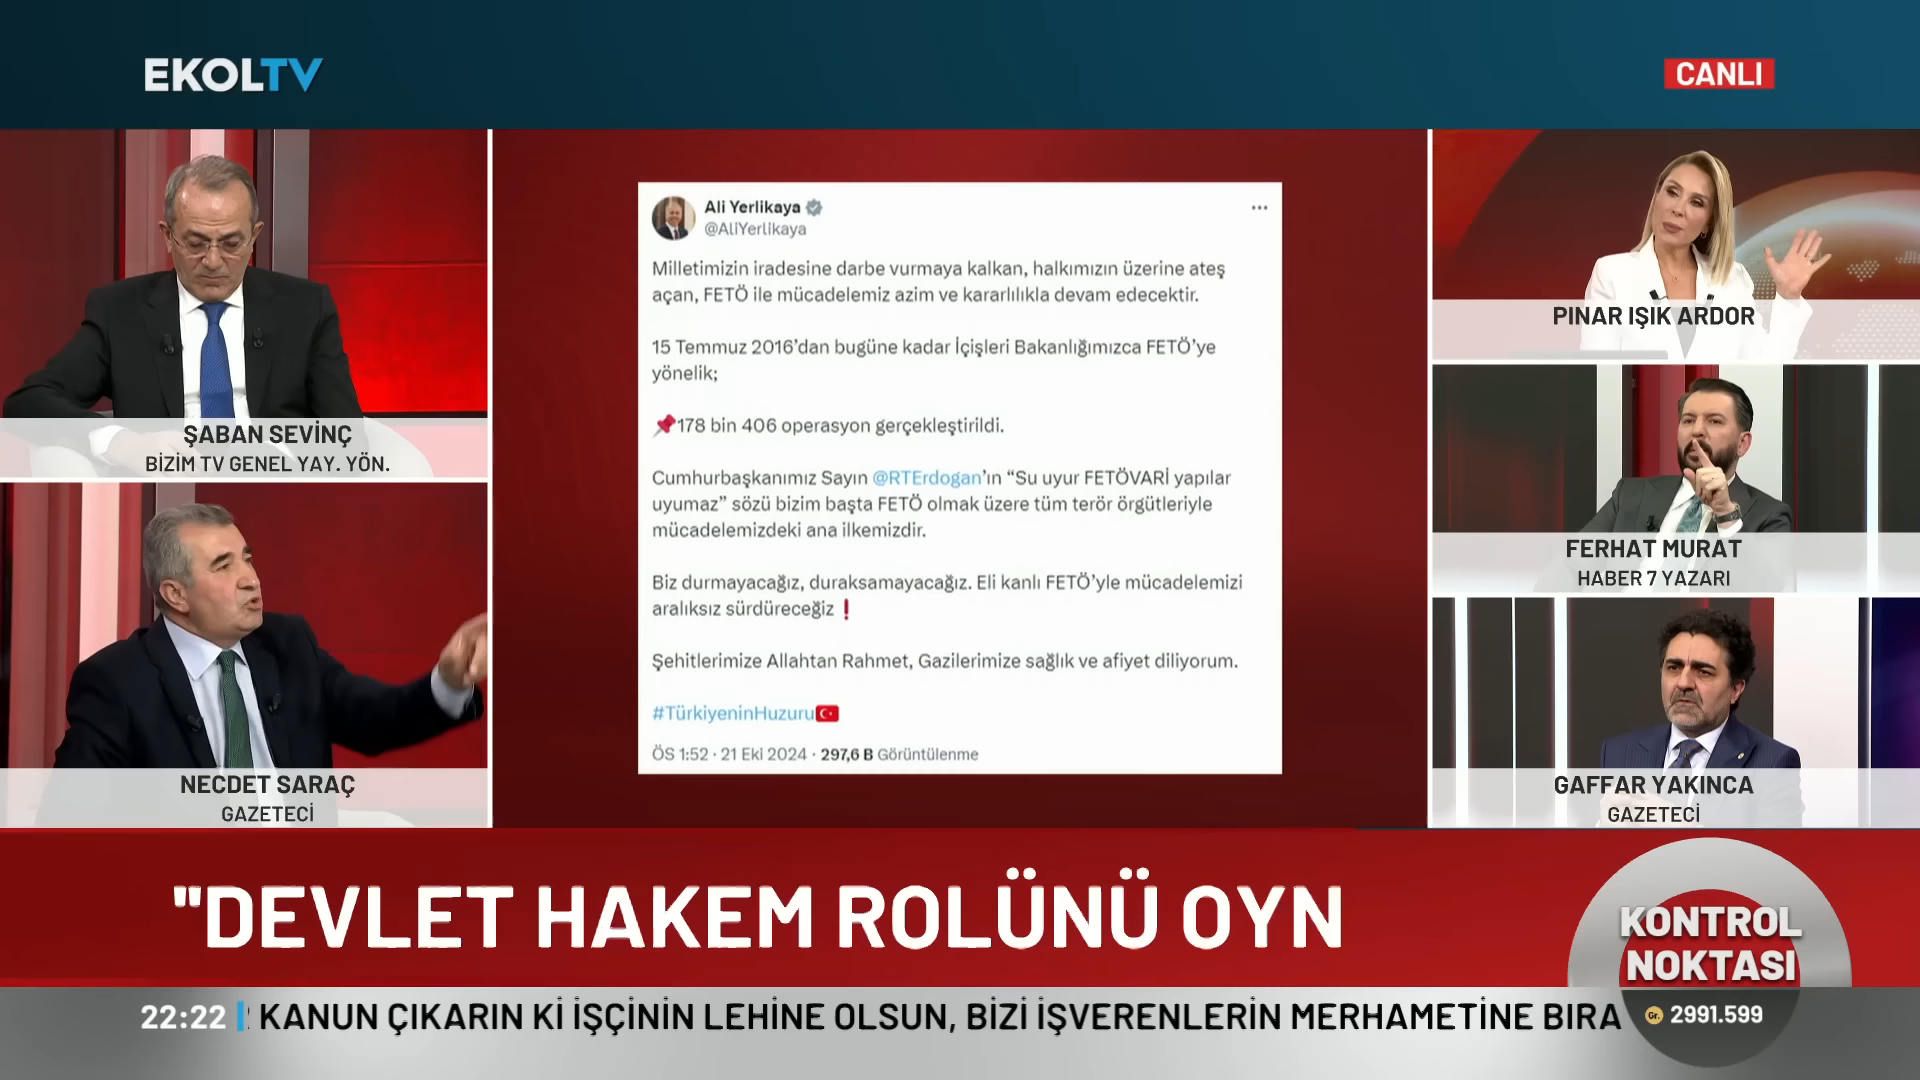 EKOLTV
CANLI
Ali Yerlikaya
@AliYerlikaya
Milletimizin iradesine darbe vurmaya kalkan, halkımızın üzerine ateş
açan, FETÖ ile mücadelemiz azim ve kararlılıkla devam edecektir.
15 Temmuz 2016'dan bugüne kadar İçişleri Bakanlığımızca FETÖ'ye
yönelik;
📌178 bin 406 operasyon gerçekleştirildi.
Cumhurbaşkanımız Sayın @RTErdogan'ın “Su uyur FETÖVARİ yapılar
uyumaz” sözü bizim başta FETÖ olmak üzere tüm terör örgütleriyle
mücadelemizdeki ana ilkemizdir.
Biz durmayacağız, duraksamayacağız. Eli kanlı FETÖ'yle mücadelemizi
aralıksız sürdüreceğiz❗
Şehitlerimize Allahtan Rahmet, Gazilerimize sağlık ve afiyet diliyorum.
#TürkiyeninHuzuru🇹🇷
ÖS 1:52 · 21 Eki 2024 · 297,6 B Görüntülenme
ŞABAN SEVİNÇ
BİZİM TV GENEL YAY. YÖN.
NECDET SARAÇ
GAZETECİ
PINAR IŞIK ARDOR
FERHAT MURAT
HABER 7 YAZARI
GAFFAR YAKINCA
GAZETECİ
"DEVLET HAKEM ROLÜNÜ OYN
KONTROL
NOKTASI
22:22
KANUN ÇIKARIN Kİ İŞÇİNİN LEHİNE OLSUN, BİZİ İŞVERENLERİN MERHAMETİNE BIRA
Gr. 2991.599